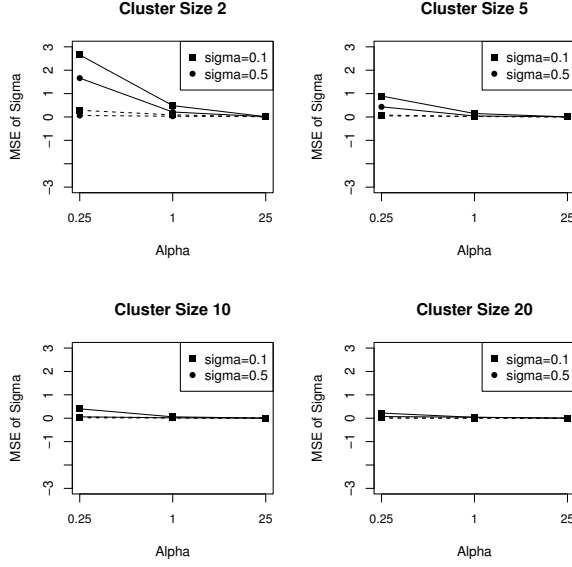 Cluster Size 2
MSE of Sigma
3
2
1
0
−1
−3
0.25 1 25
Alpha
sigma=0.1
sigma=0.5
Cluster Size 5
MSE of Sigma
3
2
1
0
−1
−3
0.25 1 25
Alpha
sigma=0.1
sigma=0.5
Cluster Size 10
MSE of Sigma
3
2
1
0
−1
−3
0.25 1 25
Alpha
sigma=0.1
sigma=0.5
Cluster Size 20
MSE of Sigma
3
2
1
0
−1
−3
0.25 1 25
Alpha
sigma=0.1
sigma=0.5